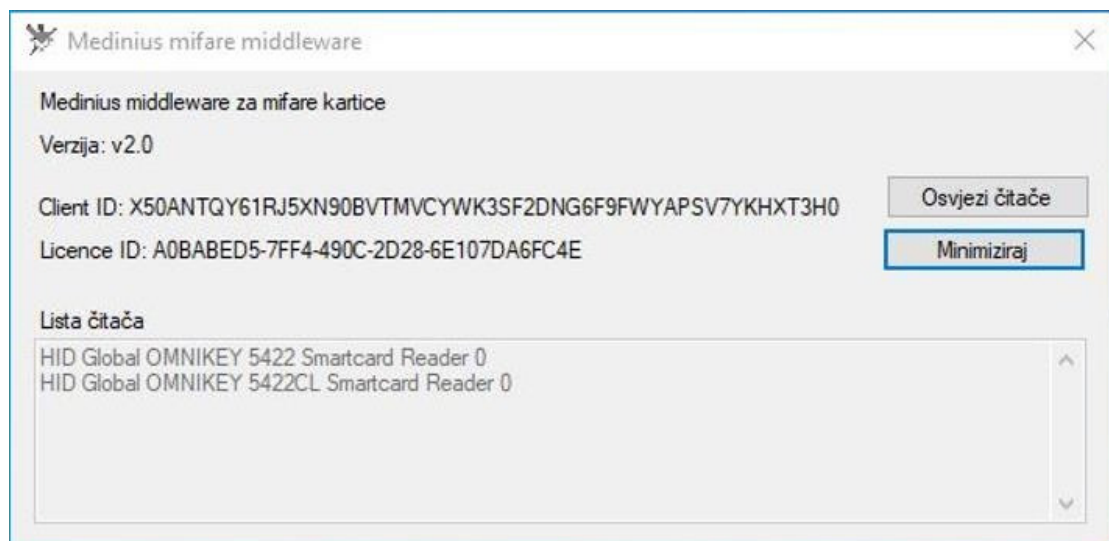 Medinius mifare middleware
Medinius middleware za mifare kartice
Verzija: v2.0
Client ID: X50ANTQY61RJ5XN90BVTMVCYWK3SF2DNG6F9FWYAPSV7YKHXT3H0
Osvjezi čitače
Licence ID: A0BABED5-7FF4-490C-2D28-6E107DA6FC4E
Minimiziraj
Lista čitača
HID Global OMNIKEY 5422 Smartcard Reader 0
HID Global OMNIKEY 5422CL Smartcard Reader 0